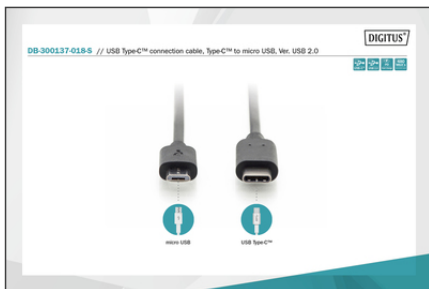 DIGITUS®
DB-300137-018-S // USB Type-C™ connection cable, Type-C™ to micro USB, Ver. USB 2.0
micro USB
USB Type-C™